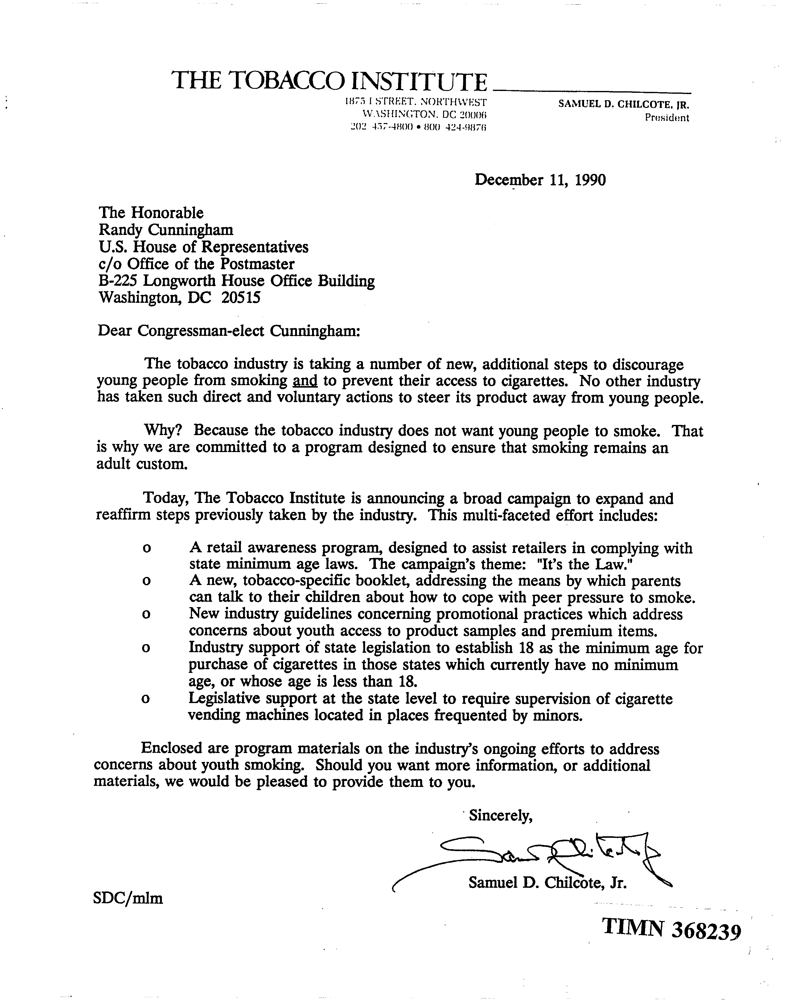 THE TOBACCO INSTITUTE
1875 I STREET, NORTHWEST
WASHINGTON, DC 20006
202 457-4800 • 800 424-9876
SAMUEL D. CHILCOTE, JR.
President
December 11, 1990
The Honorable
Randy Cunningham
U.S. House of Representatives
c/o Office of the Postmaster
B-225 Longworth House Office Building
Washington, DC 20515
Dear Congressman-elect Cunningham:
The tobacco industry is taking a number of new, additional steps to discourage
young people from smoking and to prevent their access to cigarettes. No other industry
has taken such direct and voluntary actions to steer its product away from young people.
Why? Because the tobacco industry does not want young people to smoke. That
is why we are committed to a program designed to ensure that smoking remains an
adult custom.
Today, The Tobacco Institute is announcing a broad campaign to expand and
reaffirm steps previously taken by the industry. This multi-faceted effort includes:
o A retail awareness program, designed to assist retailers in complying with
state minimum age laws. The campaign's theme: "It's the Law."
o A new, tobacco-specific booklet, addressing the means by which parents
can talk to their children about how to cope with peer pressure to smoke.
o New industry guidelines concerning promotional practices which address
concerns about youth access to product samples and premium items.
o Industry support of state legislation to establish 18 as the minimum age for
purchase of cigarettes in those states which currently have no minimum
age, or whose age is less than 18.
o Legislative support at the state level to require supervision of cigarette
vending machines located in places frequented by minors.
Enclosed are program materials on the industry's ongoing efforts to address
concerns about youth smoking. Should you want more information, or additional
materials, we would be pleased to provide them to you.
Sincerely,
Samuel D. Chilcote, Jr.
SDC/mlm
TIMN 368239